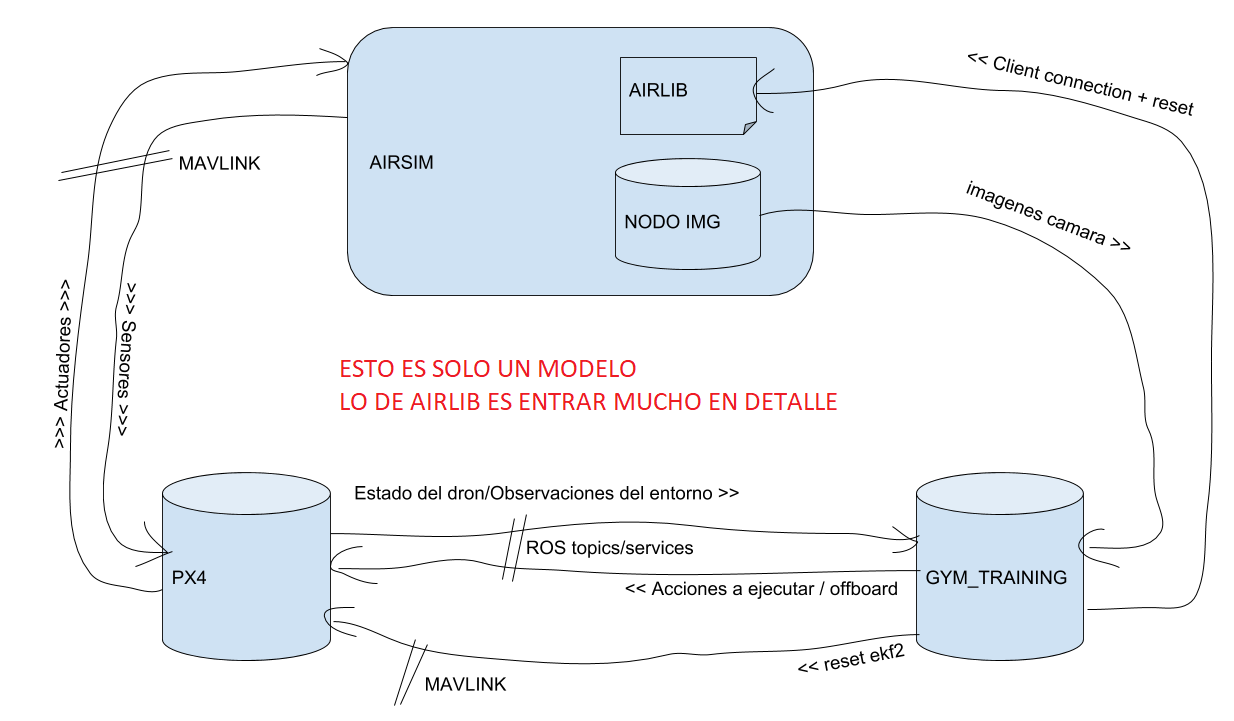 << Client connection + reset
AIRLIB
MAVLINK
AIRSIM
NODO IMG
imagenes camara >>
>>> Actuadores >>>
>>> Sensores >>>
ESTO ES SOLO UN MODELO
LO DE AIRLIB ES ENTRAR MUCHO EN DETALLE
Estado del dron/Observaciones del entorno >>
ROS topics/services
PX4
GYM_TRAINING
<< Acciones a ejecutar / offboard
<< reset ekf2
MAVLINK